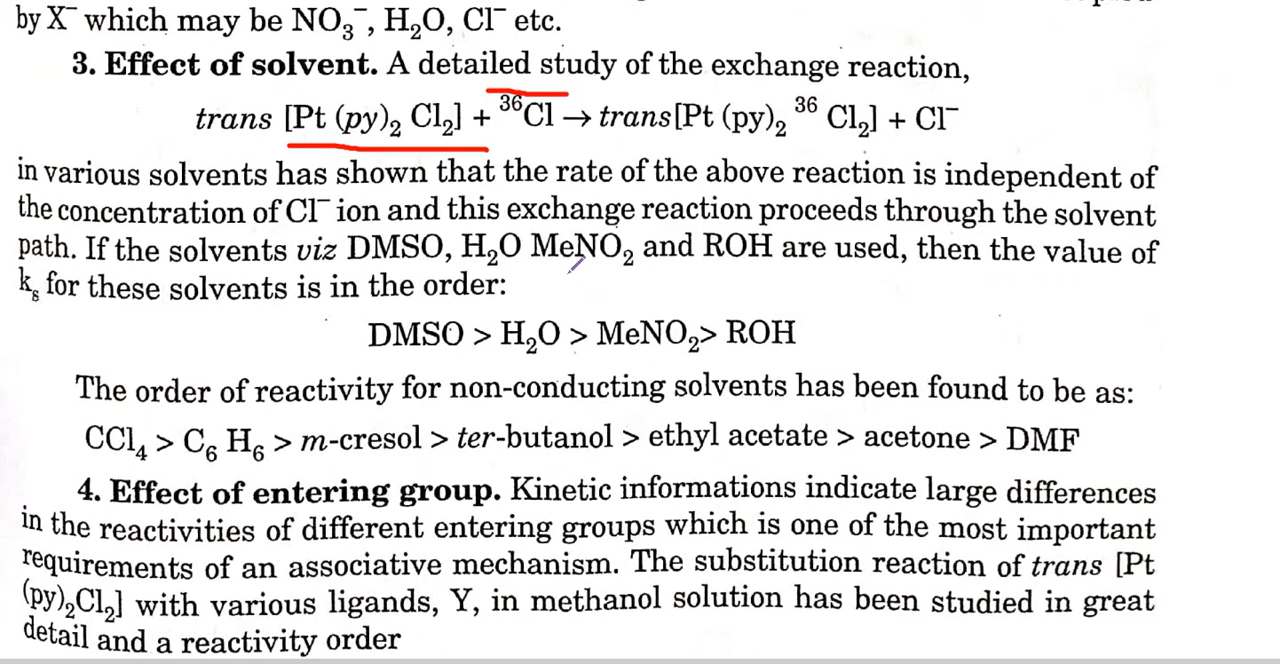 by X⁻ which may be NO₃⁻, H₂O, Cl⁻ etc.
3. Effect of solvent. A detailed study of the exchange reaction,
trans [Pt (py)₂ Cl₂] + ³⁶Cl → trans[Pt (py)₂ ³⁶ Cl₂] + Cl⁻
in various solvents has shown that the rate of the above reaction is independent of
the concentration of Cl⁻ ion and this exchange reaction proceeds through the solvent
path. If the solvents viz DMSO, H₂O MeNO₂ and ROH are used, then the value of
kₛ for these solvents is in the order:
DMSO > H₂O > MeNO₂> ROH
The order of reactivity for non-conducting solvents has been found to be as:
CCl₄ > C₆ H₆ > m-cresol > ter-butanol > ethyl acetate > acetone > DMF
4. Effect of entering group. Kinetic informations indicate large differences
in the reactivities of different entering groups which is one of the most important
requirements of an associative mechanism. The substitution reaction of trans [Pt
(py)₂Cl₂] with various ligands, Y, in methanol solution has been studied in great
detail and a reactivity order